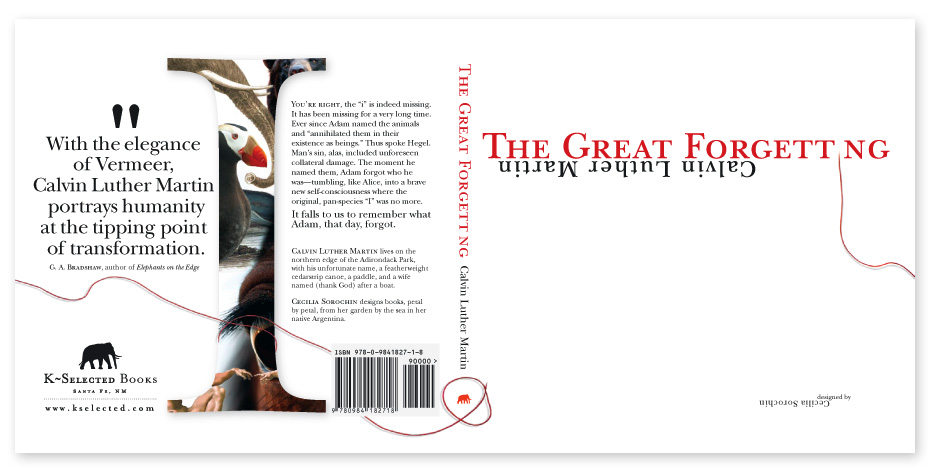 "
With the elegance
of Vermeer,
Calvin Luther Martin
portrays humanity
at the tipping point
of transformation.
G. A. Bradshaw, author of Elephants on the Edge
K~Selected Books
Santa Fe, NM
www.kselected.com
I
You're right, the “i” is indeed missing.
It has been missing for a very long time.
Ever since Adam named the animals
and “annihilated them in their
existence as beings.” Thus spoke Hegel.
Man's sin, alas, included unforeseen
collateral damage. The moment he
named them, Adam forgot who he
was—tumbling, like Alice, into a brave
new self-consciousness where the
original, pan-species “I” was no more.
It falls to us to remember what
Adam, that day, forgot.
Calvin Luther Martin lives on the
northern edge of the Adirondack Park,
with his unfortunate name, a featherweight
cedarstrip canoe, a paddle, and a wife
named (thank God) after a boat.
Cecilia Sorochin designs books, petal
by petal, from her garden by the sea in her
native Argentina.
ISBN 978-0-9841827-1-8
90000 >
9 780984 182718
The Great Forgett ng Calvin Luther Martin
The Great Forgett ng
Calvin Luther Martin
designed by
Cecilia Sorochin